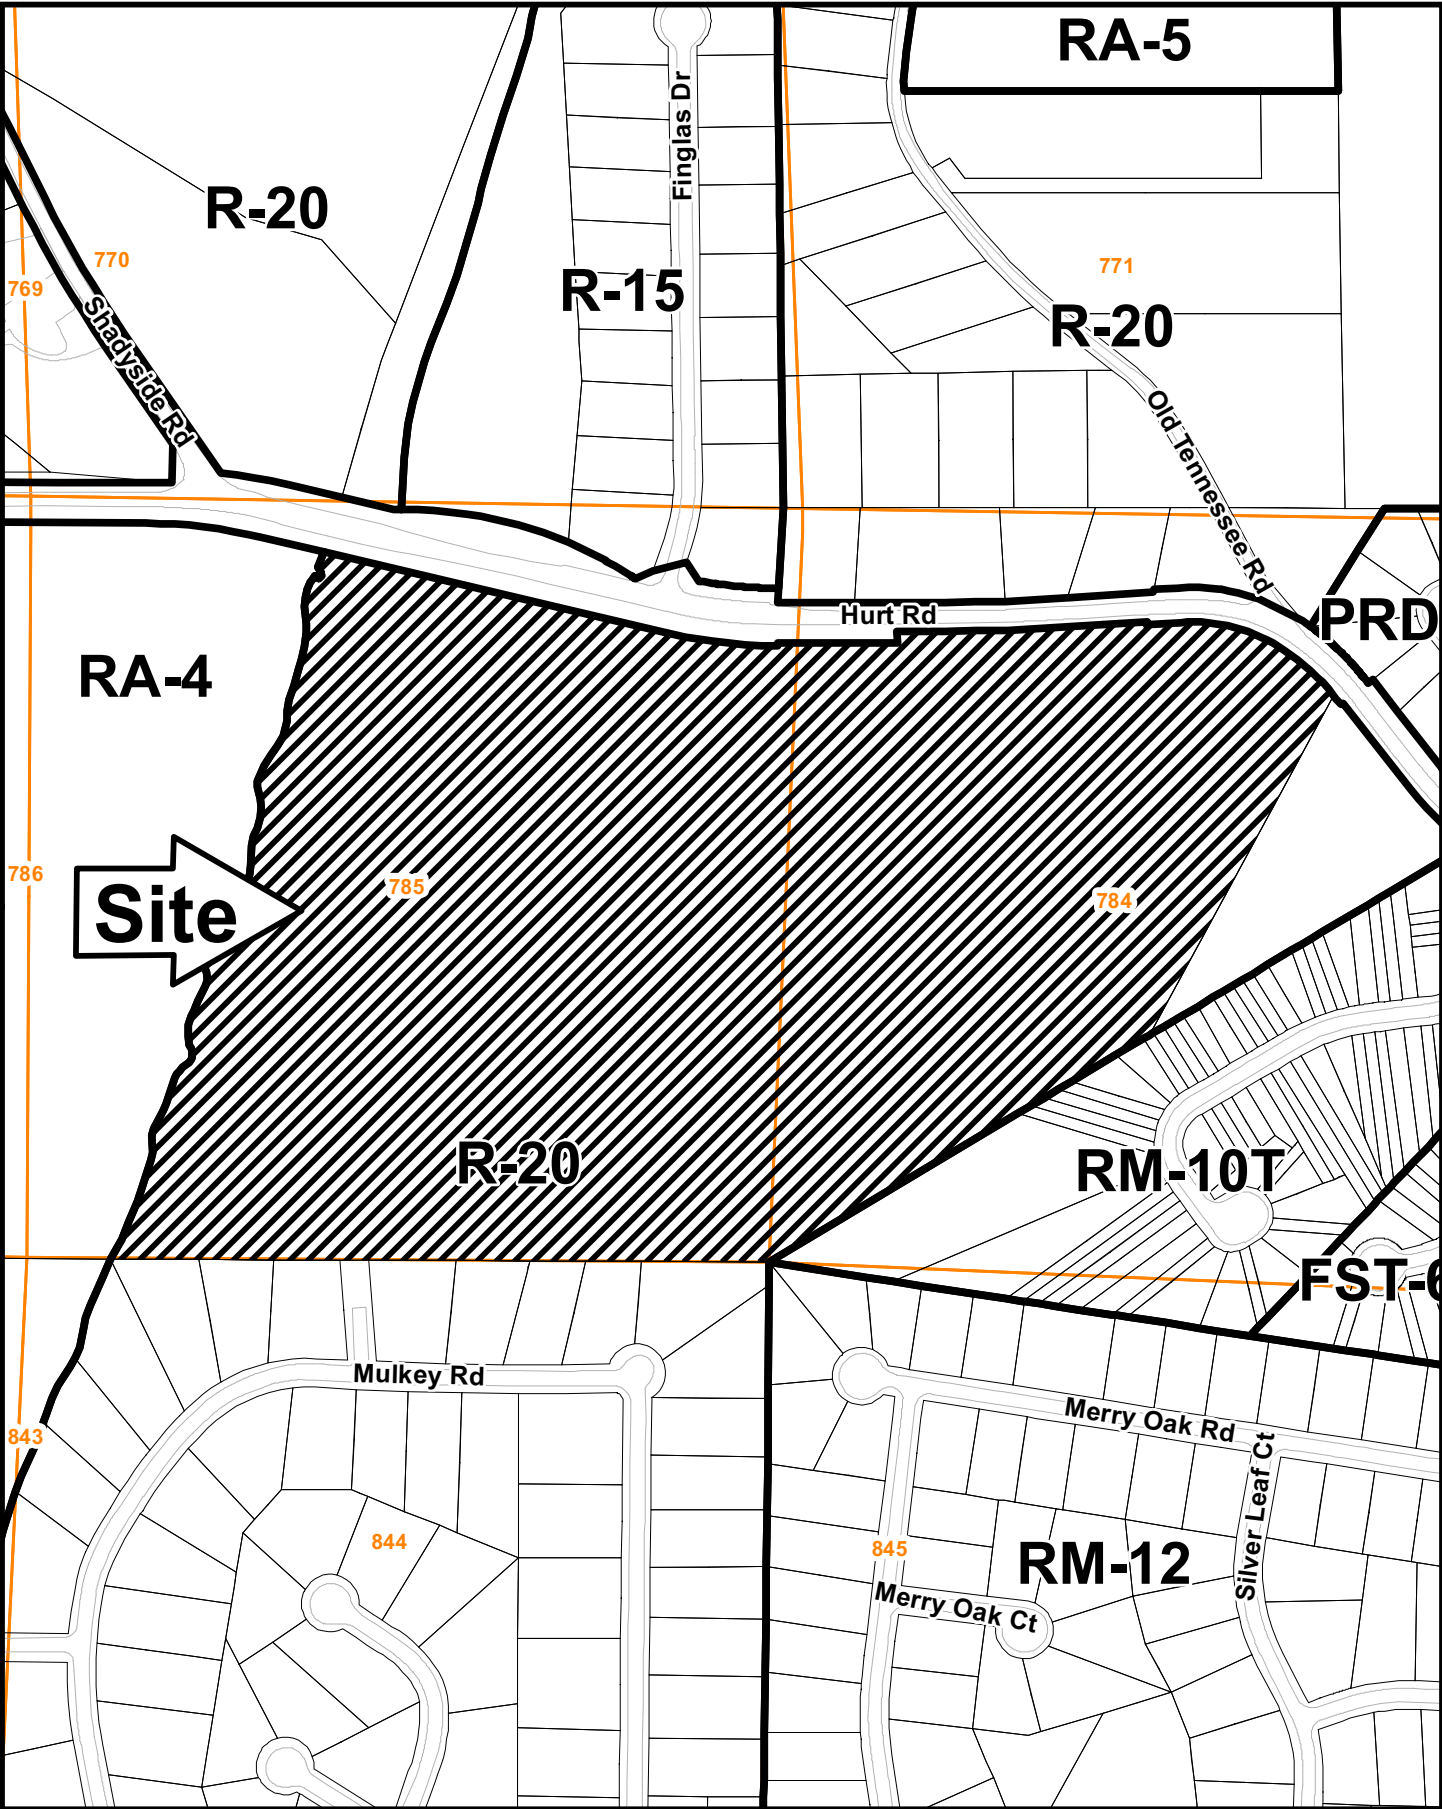 RA-5
Finglas Dr
R-20
770
771
769
R-15
R-20
Shadyside Rd
Old Tennessee Rd
Hurt Rd
PRD
RA-4
786
785
784
Site
R-20
RM-10T
FST-6
Mulkey Rd
Merry Oak Rd
843
Silver Leaf Ct
844
845
RM-12
Merry Oak Ct